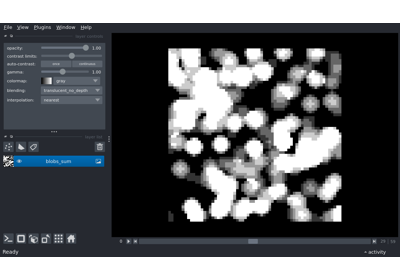 File View Plugins Window Help
opacity: 1.00
contrast limits:
auto-contrast: once continuous
gamma: 1.00
colormap: gray
blending: translucent_no_depth
interpolation: nearest
blobs_sum
Ready
activity